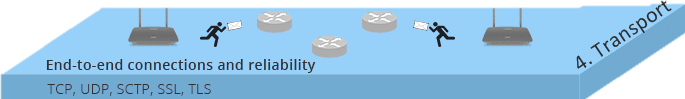 4. Transport
End-to-end connections and reliability
TCP, UDP, SCTP, SSL, TLS